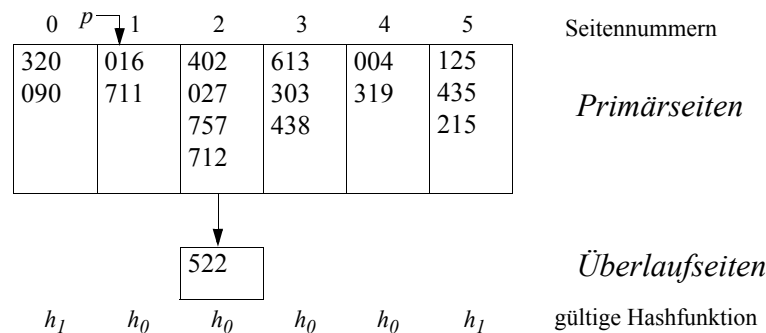 0 p 1 2 3 4 5 Seitennummern
320 016 402 613 004 125
090 711 027 303 319 435 Primärseiten
757 438 215
712
522 Überlaufseiten
h1 h0 h0 h0 h0 h1 gültige Hashfunktion